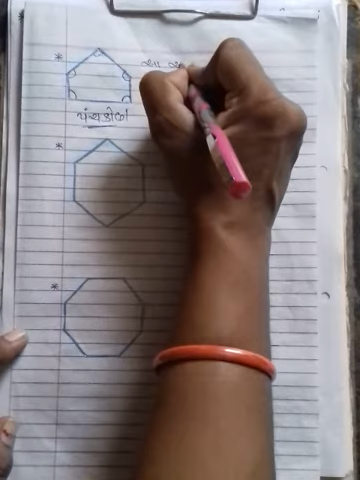 * આ આ
પંચકોણ
*
*